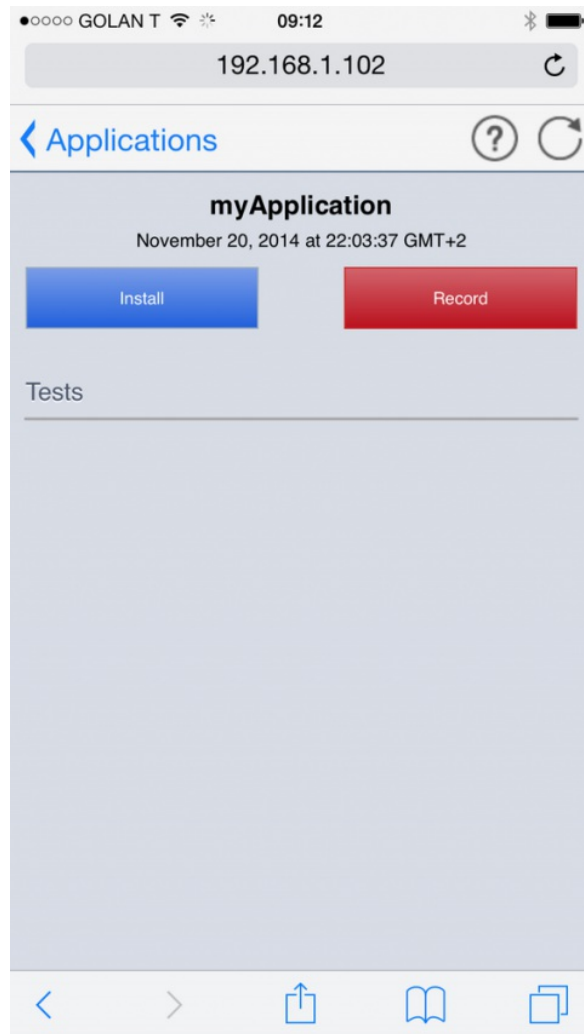 GOLAN T 09:12
192.168.1.102
Applications ?
myApplication
November 20, 2014 at 22:03:37 GMT+2
Install Record
Tests